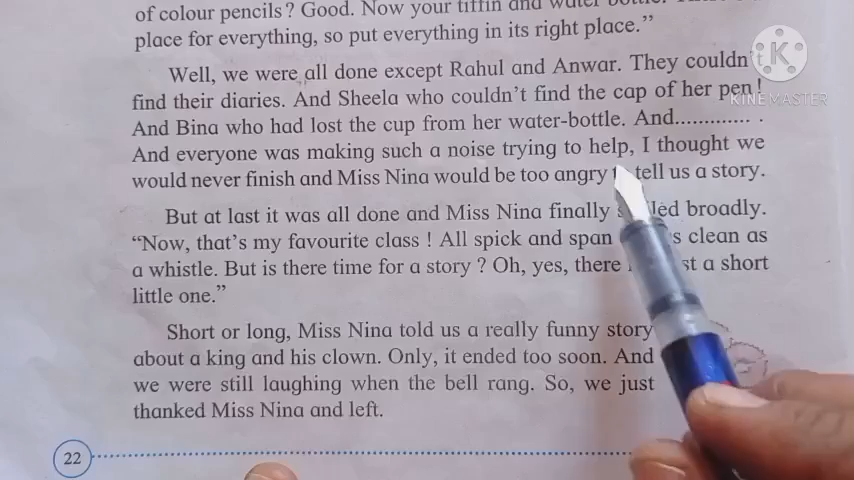 of colour pencils? Good. Now your tiffin and water bottle.
place for everything, so put everything in its right place.”
Well, we were all done except Rahul and Anwar. They couldn't
find their diaries. And Sheela who couldn't find the cap of her pen!
And Bina who had lost the cup from her water-bottle. And............. .
And everyone was making such a noise trying to help, I thought we
would never finish and Miss Nina would be too angry tell us a story.
But at last it was all done and Miss Nina finally broadly.
“Now, that's my favourite class ! All spick and span clean as
a whistle. But is there time for a story ? Oh, yes, there a short
little one.”
Short or long, Miss Nina told us a really funny story
about a king and his clown. Only, it ended too soon. And
we were still laughing when the bell rang. So, we just
thanked Miss Nina and left.
22
K
KINEMASTER